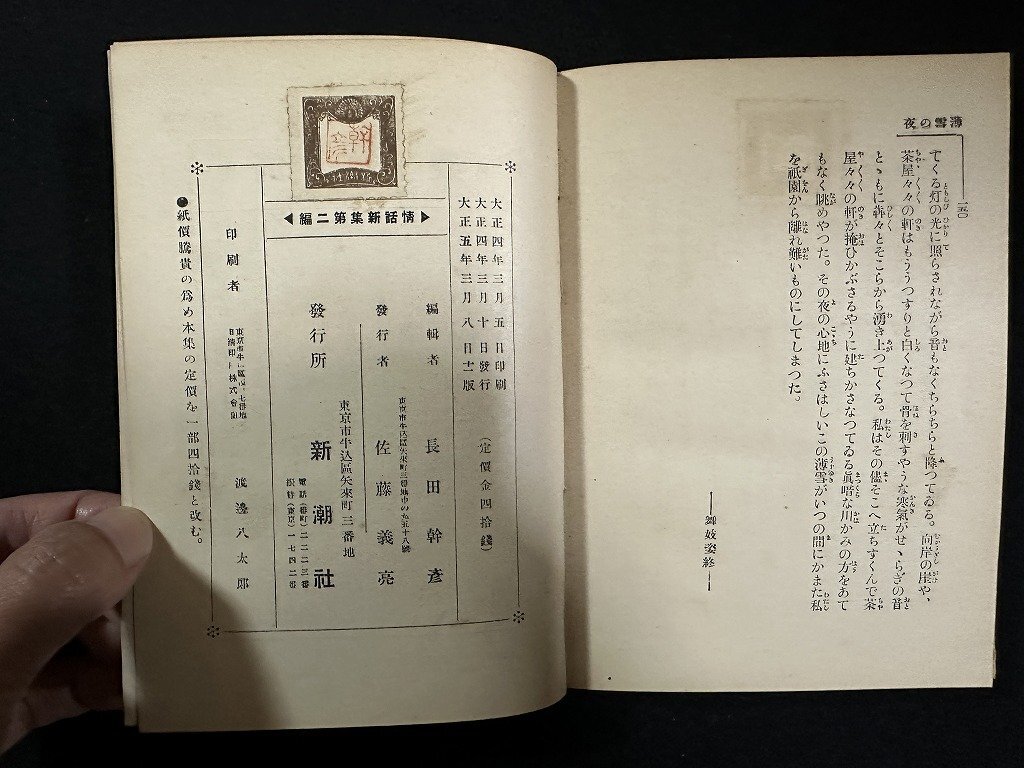 薄雪の夜
一五〇
てくる灯の光に照らされながら音もなくちら〳〵と降つてゐる。向岸の崖や、
茶屋々々の軒はもううつすりと白くなつて骨を刺すやうな寒氣がせゝらぎの音
とゝもに犇々とそこらから湧き上つてくる。私はその儘そこへ立ちすくんで茶
屋々々の軒が掩ひかぶさるやうに建ちかさなつてゐる眞暗な川かみの方をあて
もなく眺めやつた。その夜の心地にふさはしいこの薄雪がいつの間にかまた私
を祇園から離れ難いものにしてしまつた。
――舞妓姿終――
大正四年三月五日印刷
大正四年三月十日發行
大正五年三月八日十二版
(定價金四拾錢)
◀情話新集第二編▶
編輯者 長田幹彦
發行者 佐藤義亮
發行所 新潮社
東京市牛込區矢來町三番地
印刷者 渡邊八太郎
●紙價騰貴の爲め本集の定價を一部四拾錢と改む。